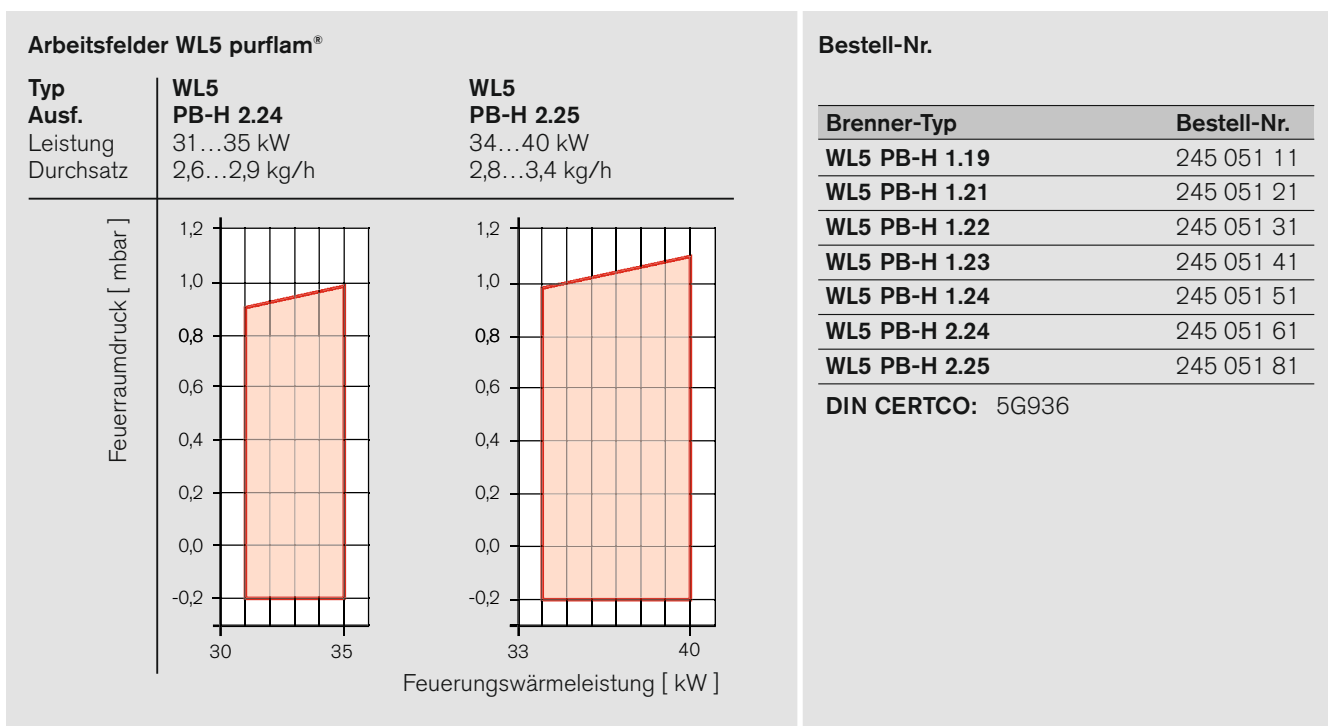 Arbeitsfelder WL5 purflam®
Typ WL5 WL5
Ausf. PB-H 2.24 PB-H 2.25
Leistung 31…35 kW 34…40 kW
Durchsatz 2,6…2,9 kg/h 2,8…3,4 kg/h
Feuerraumdruck [ mbar ]
1,2
1,0
0,8
0,6
0,4
0,2
0,0
-0,2
30 35
1,2
1,0
0,8
0,6
0,4
0,2
0,0
-0,2
33 40
Feuerungswärmeleistung [ kW ]
Bestell-Nr.
Brenner-Typ Bestell-Nr.
WL5 PB-H 1.19 245 051 11
WL5 PB-H 1.21 245 051 21
WL5 PB-H 1.22 245 051 31
WL5 PB-H 1.23 245 051 41
WL5 PB-H 1.24 245 051 51
WL5 PB-H 2.24 245 051 61
WL5 PB-H 2.25 245 051 81
DIN CERTCO: 5G936